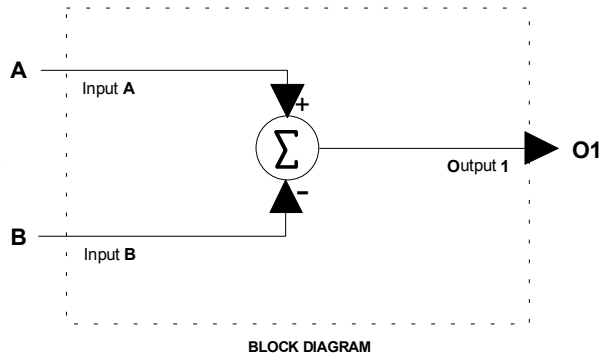 A
Input A
+
Σ
Output 1
O1
-
B
Input B
BLOCK DIAGRAM